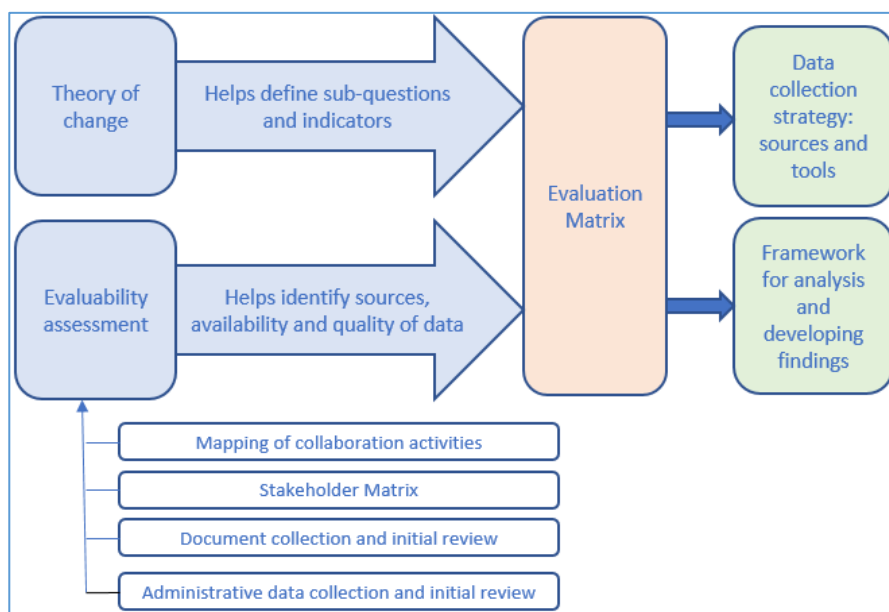 Theory of
change
Helps define sub-questions
and indicators
Evaluation
Matrix
Data
collection
strategy:
sources and
tools
Evaluability
assessment
Helps identify sources,
availability and quality of data
Framework
for analysis
and
developing
findings
Mapping of collaboration activities
Stakeholder Matrix
Document collection and initial review
Administrative data collection and initial review